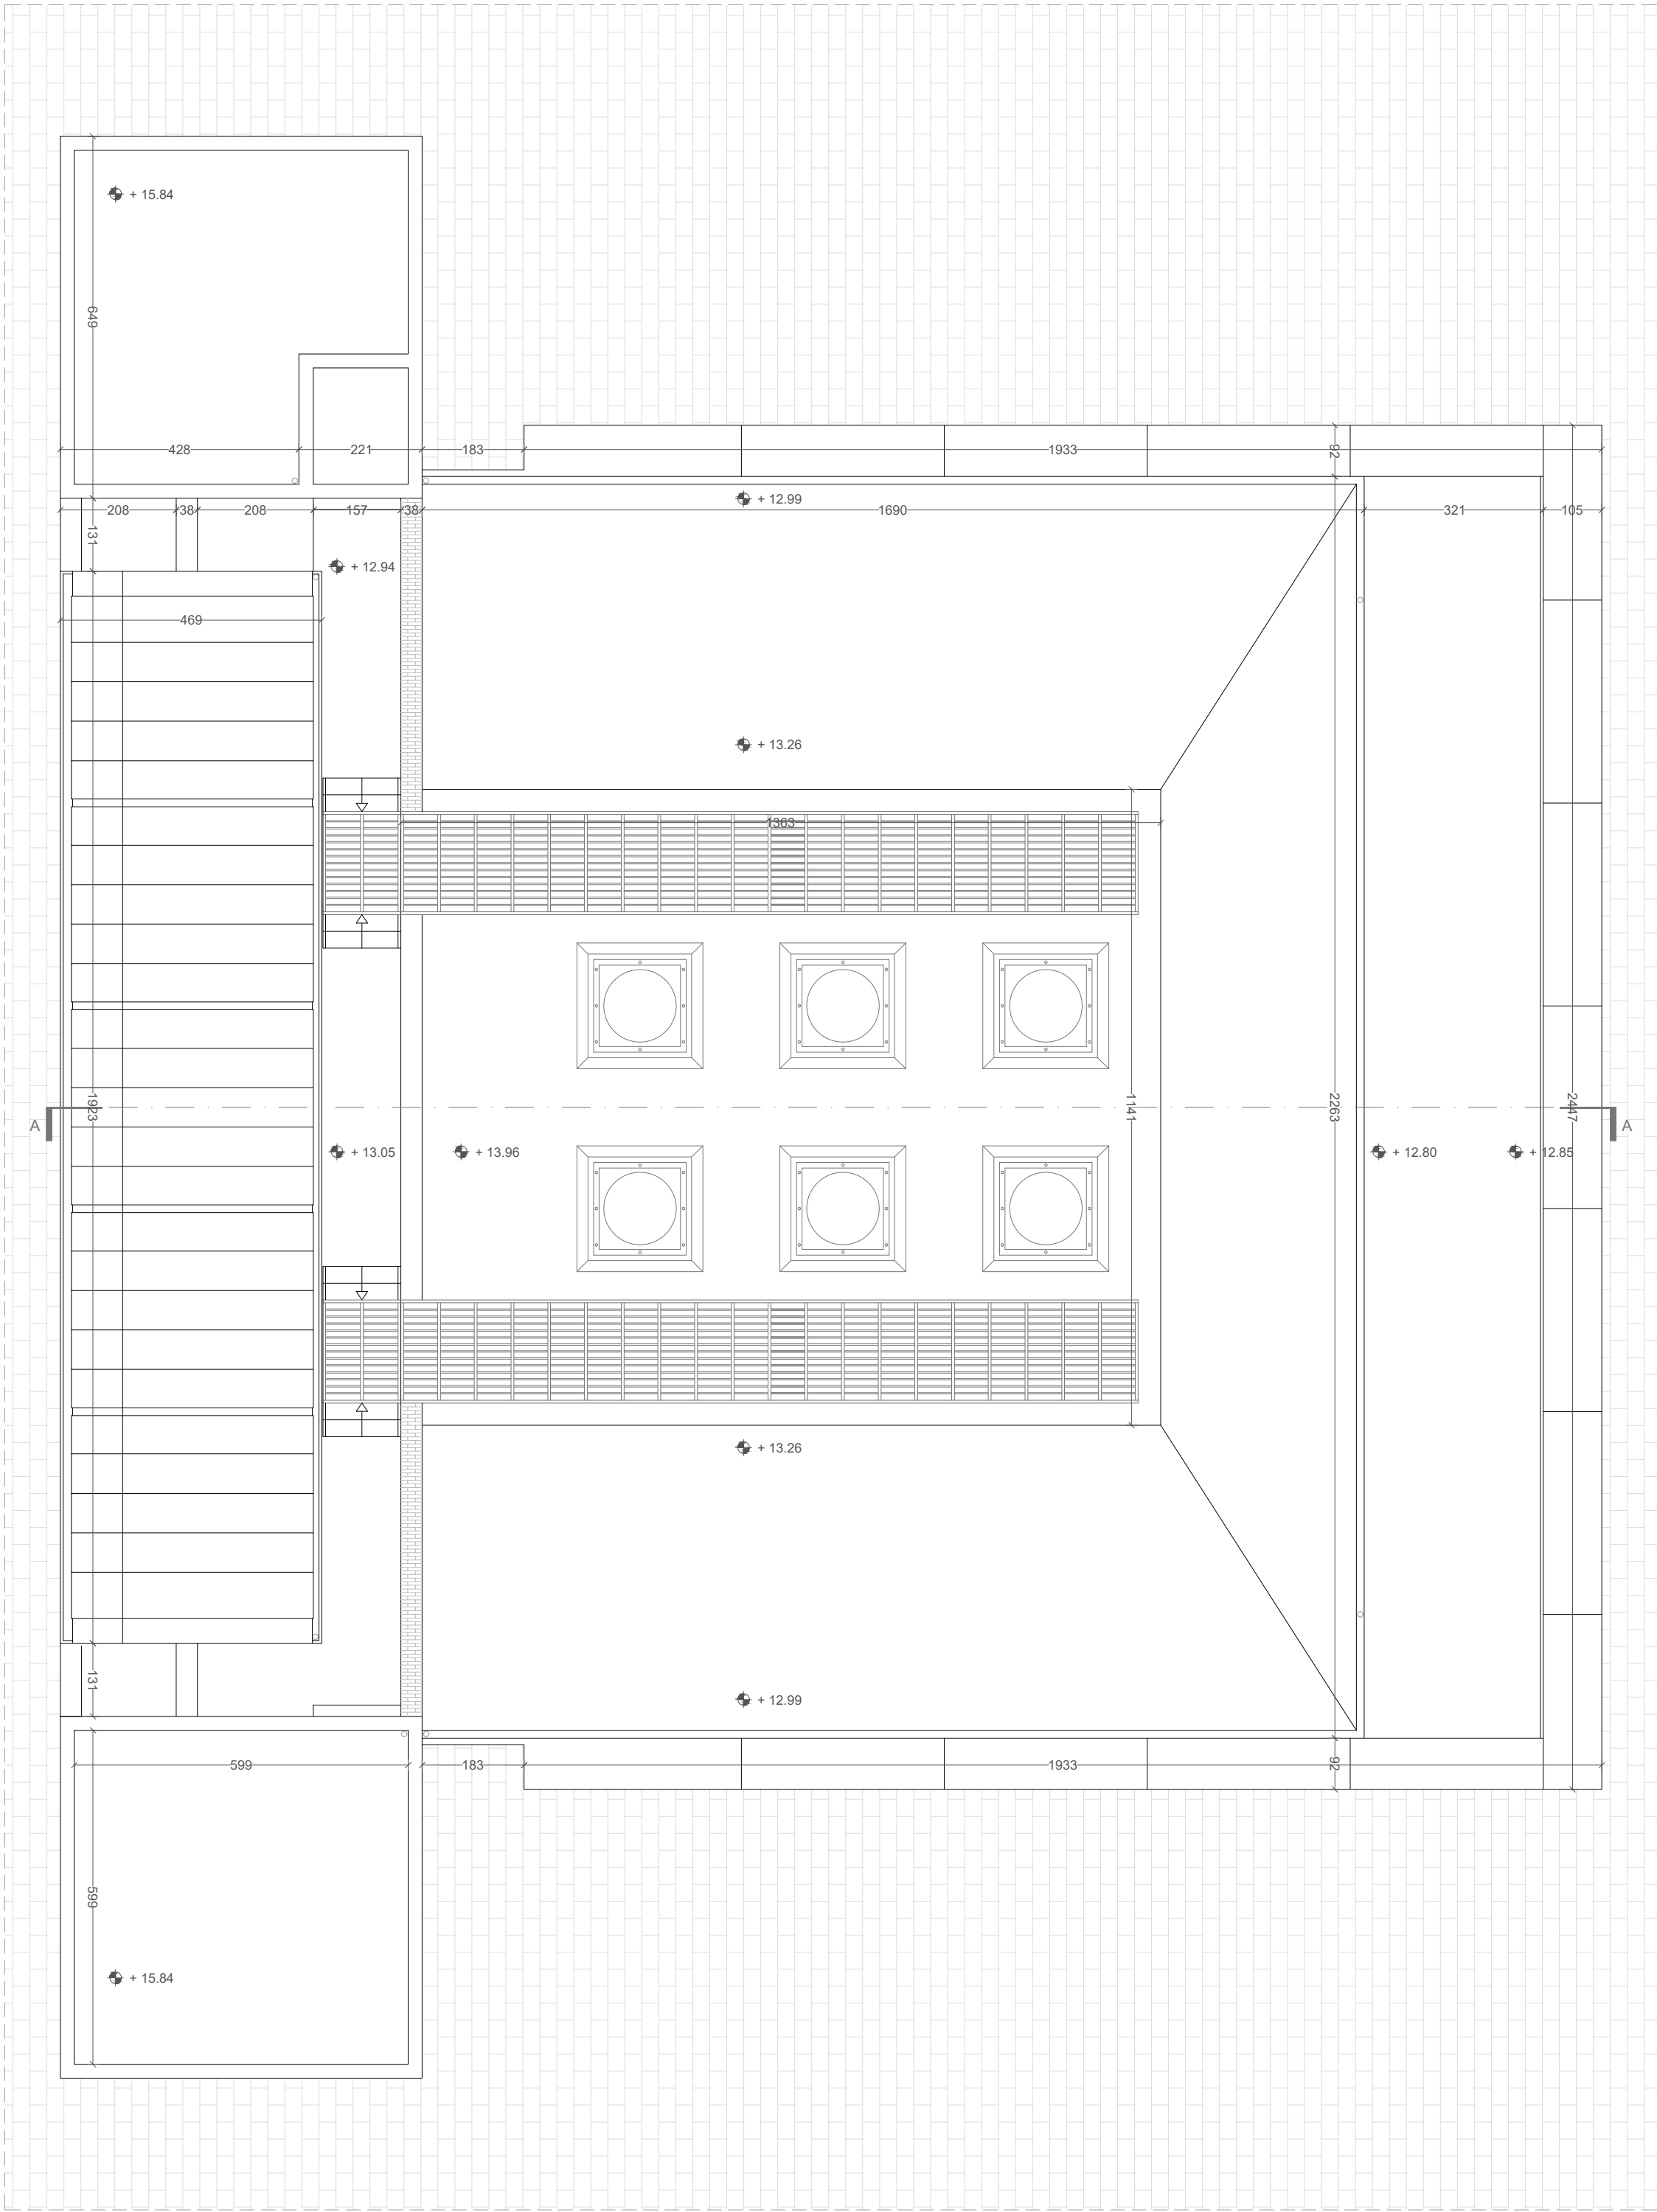 + 15.84
649
428 221 183 1933 92
+ 12.99
208 38 208 157 38 1690 321 105
131
+ 12.94
469
+ 13.26
1363
1923 1141 2263 2447
A A
+ 13.05 + 13.96 + 12.80 + 12.85
+ 13.26
131
+ 12.99
599 183 1933 92
599
+ 15.84